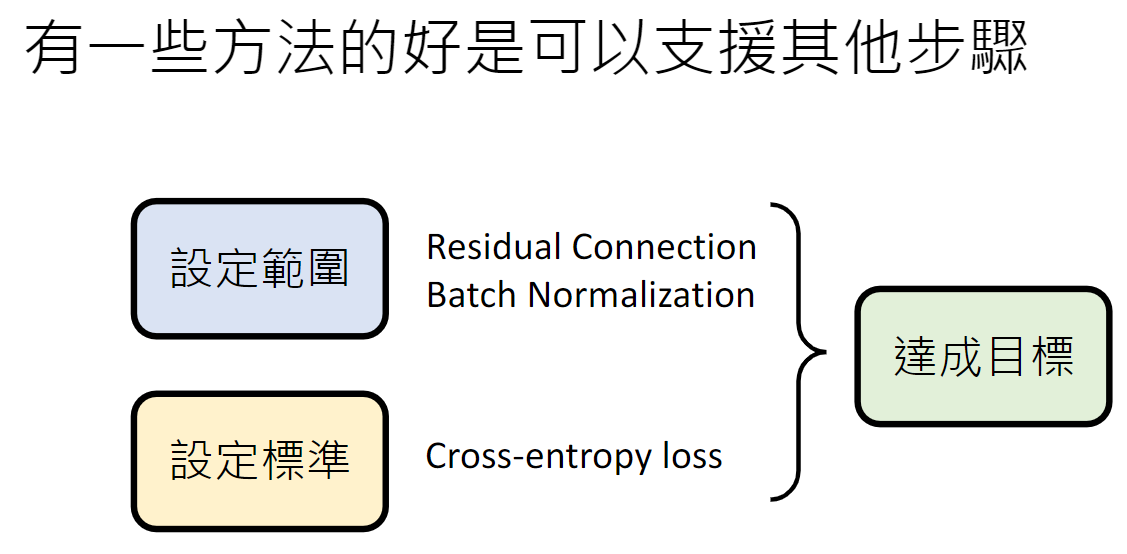 有一些方法的好是可以支援其他步驟
設定範圍
Residual Connection
Batch Normalization
達成目標
設定標準
Cross-entropy loss